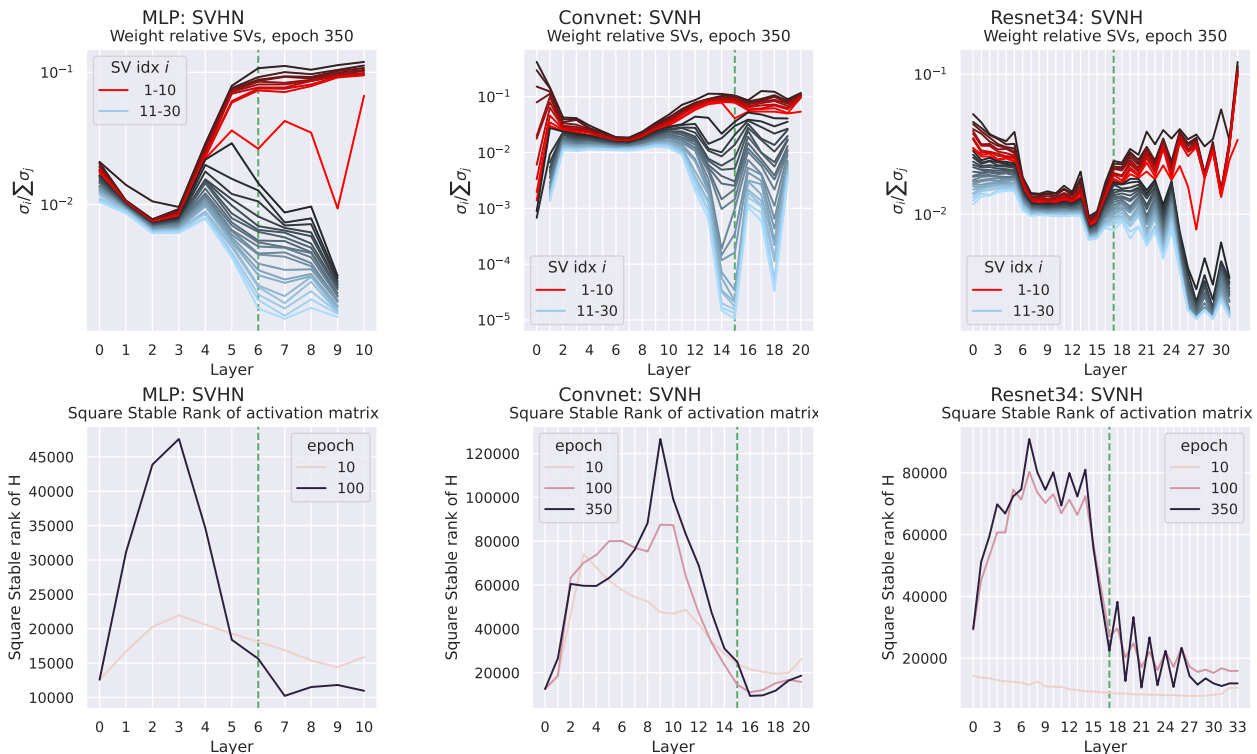 MLP: SVHN
Weight relative SVs, epoch 350
SV idx i
1-10
11-30
10⁻¹
10⁻²
σᵢ/∑σⱼ
0 1 2 3 4 5 6 7 8 9 10
Layer
Convnet: SVNH
Weight relative SVs, epoch 350
10⁻¹
10⁻²
10⁻³
10⁻⁴
10⁻⁵
σᵢ/∑σⱼ
SV idx i
1-10
11-30
0 2 4 6 8 10 12 14 16 18 20
Layer
Resnet34: SVNH
Weight relative SVs, epoch 350
10⁻¹
10⁻²
σᵢ/∑σⱼ
SV idx i
1-10
11-30
0 3 6 9 12 15 18 21 24 27 30
Layer
MLP: SVHN
Square Stable Rank of activation matrix
epoch
10
100
45000
40000
35000
30000
25000
20000
15000
10000
Square Stable rank of H
0 1 2 3 4 5 6 7 8 9 10
Layer
Convnet: SVNH
Square Stable Rank of activation matrix
epoch
10
100
350
120000
100000
80000
60000
40000
20000
Square Stable rank of H
0 2 4 6 8 10 12 14 16 18 20
Layer
Resnet34: SVNH
Square Stable Rank of activation matrix
epoch
10
100
350
80000
60000
40000
20000
Square Stable rank of H
0 3 6 9 12 15 18 21 24 27 30 33
Layer